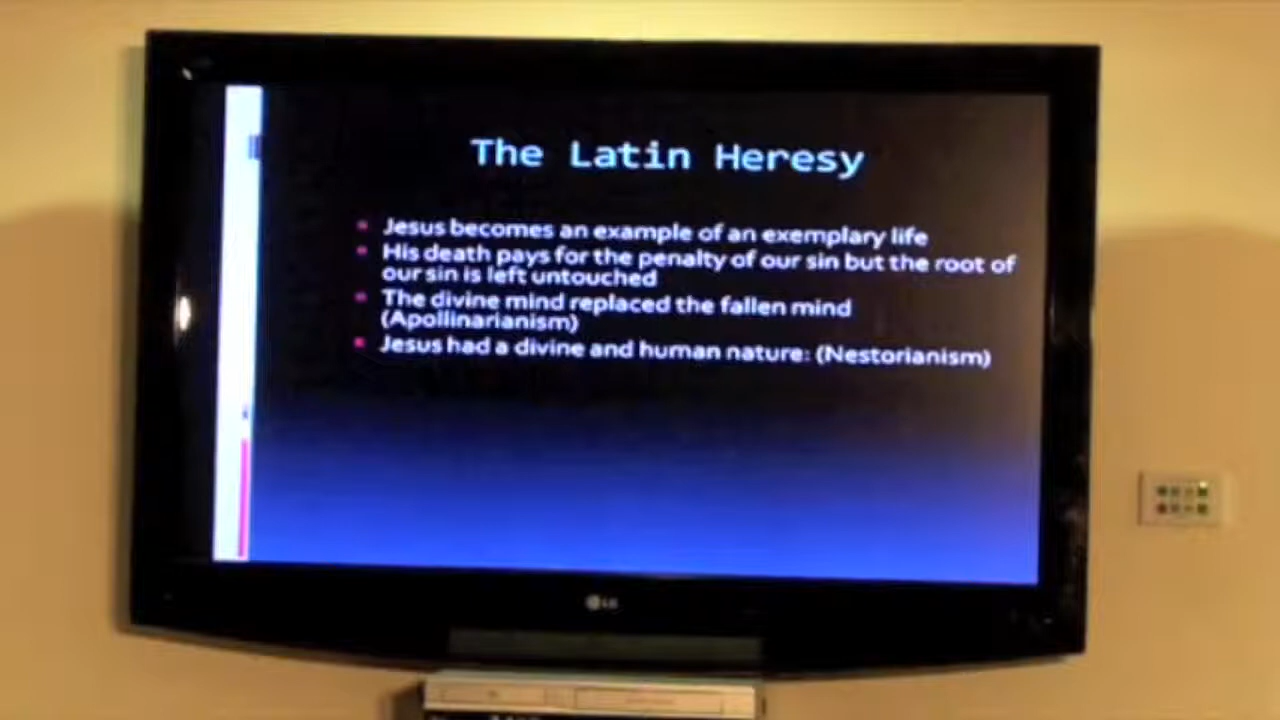 The Latin Heresy
Jesus becomes an example of an exemplary life
His death pays for the penalty of our sin but the root of
our sin is left untouched
The divine mind replaced the fallen mind
(Apollinarianism)
Jesus had a divine and human nature: (Nestorianism)
LG